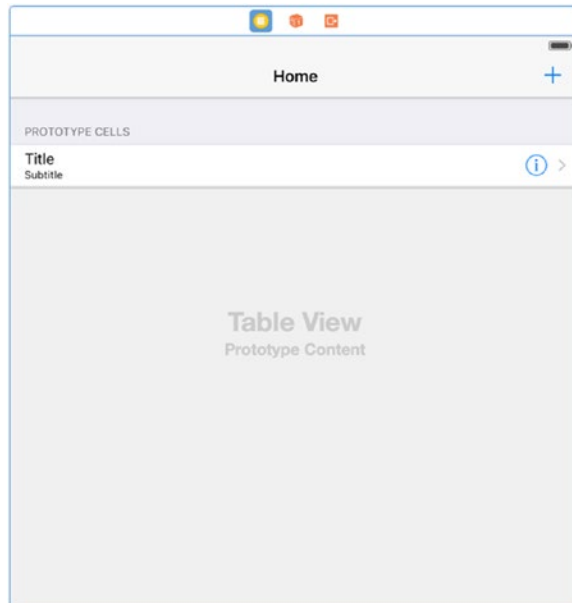 Home
PROTOTYPE CELLS
Title
Subtitle
Table View
Prototype Content